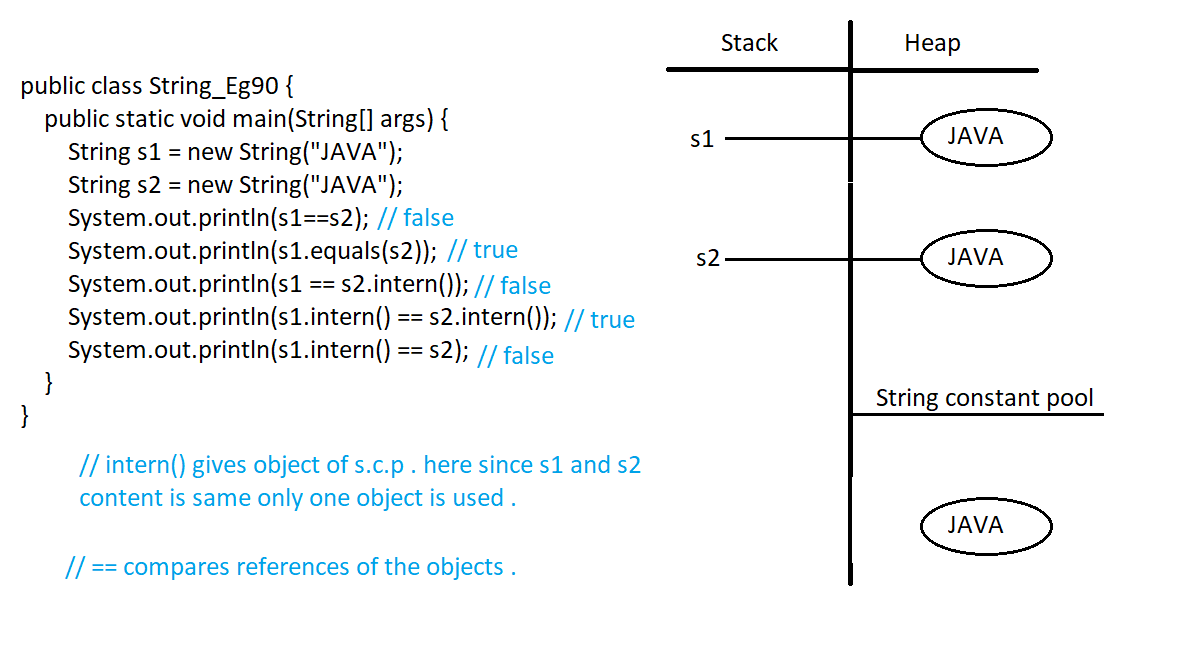 public class String_Eg90 {
public static void main(String[] args) {
String s1 = new String("JAVA");
String s2 = new String("JAVA");
System.out.println(s1==s2); // false
System.out.println(s1.equals(s2)); // true
System.out.println(s1 == s2.intern()); // false
System.out.println(s1.intern() == s2.intern()); // true
System.out.println(s1.intern() == s2); // false
}
}
// intern() gives object of s.c.p . here since s1 and s2
content is same only one object is used .
// == compares references of the objects .
Stack
Heap
s1
JAVA
s2
JAVA
String constant pool
JAVA